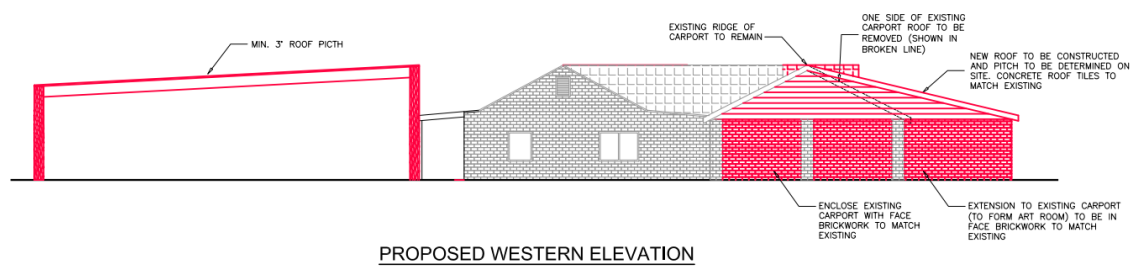 MIN. 3° ROOF PICTH
EXISTING RIDGE OF
CARPORT TO REMAIN
ONE SIDE OF EXISTING
CARPORT ROOF TO BE
REMOVED (SHOWN IN
BROKEN LINE)
NEW ROOF TO BE CONSTRUCTED
AND PITCH TO BE DETERMINED ON
SITE. CONCRETE ROOF TILES TO
MATCH EXISTING
ENCLOSE EXISTING
CARPORT WITH FACE
BRICKWORK TO MATCH
EXISTING
EXTENSION TO EXISTING CARPORT
(TO FORM ART ROOM) TO BE IN
FACE BRICKWORK TO MATCH
EXISTING
PROPOSED WESTERN ELEVATION